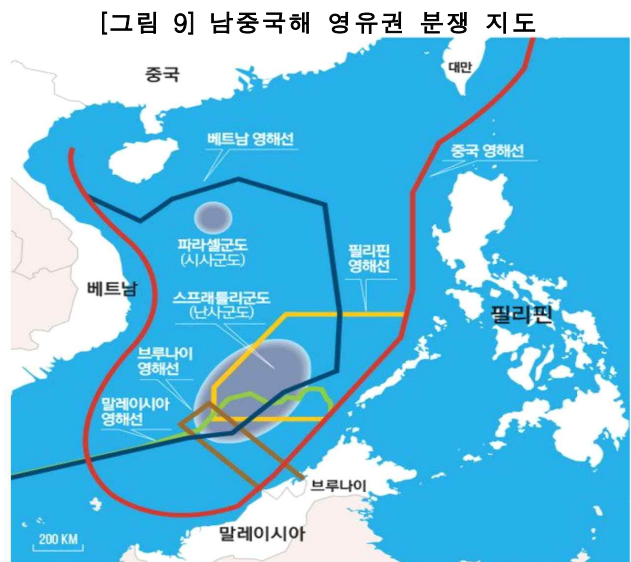 [그림 9] 남중국해 영유권 분쟁 지도
중국
대만
베트남 영해선
중국 영해선
파라셀군도
(시사군도)
필리핀
영해선
베트남
스프래틀리군도
(난사군도)
필리핀
브루나이
영해선
말레이시아
영해선
브루나이
말레이시아
200 KM